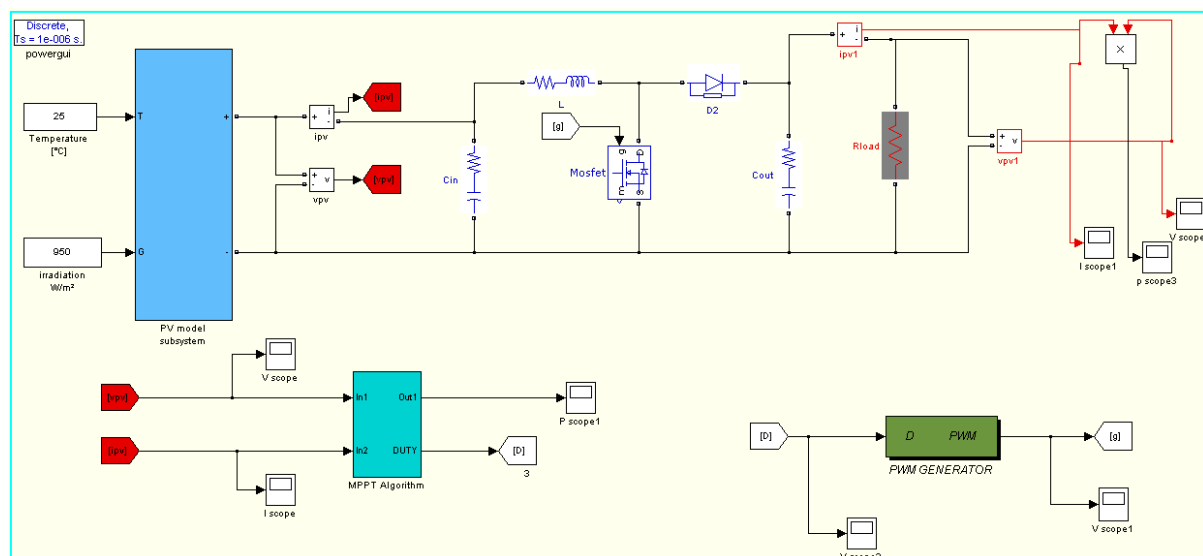 Discrete,
Ts = 1e-006 s.
powergui
25
Temperature
[°C]
950
irradiation
W/m²
T
G
+
-
PV model
subsystem
+
-
i
ipv
[ipv]
+
-
v
vpv
[vpv]
Cin
L
[g]
Mosfet
g
D
m
s
D2
Cout
+
-
i
ipv1
Rload
+
-
v
vpv1
×
V scope
I scope1
p scope3
[vpv]
V scope
[ipv]
I scope
In1
Out1
In2
DUTY
MPPT Algorithm
P scope1
[D]
3
[D]
D
PWM
PWM GENERATOR
[g]
V scope1